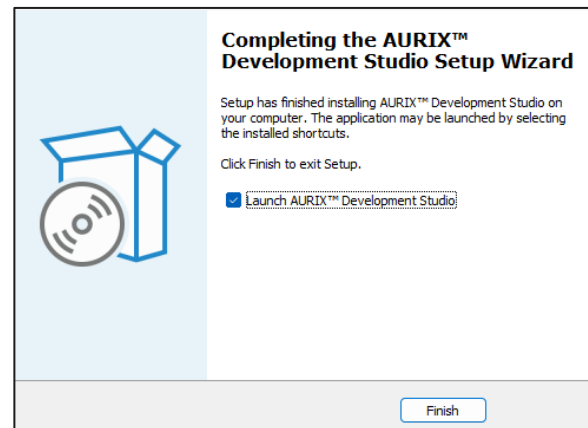 Completing the AURIX™
Development Studio Setup Wizard
Setup has finished installing AURIX™ Development Studio on
your computer. The application may be launched by selecting
the installed shortcuts.
Click Finish to exit Setup.
Launch AURIX™ Development Studio
Finish